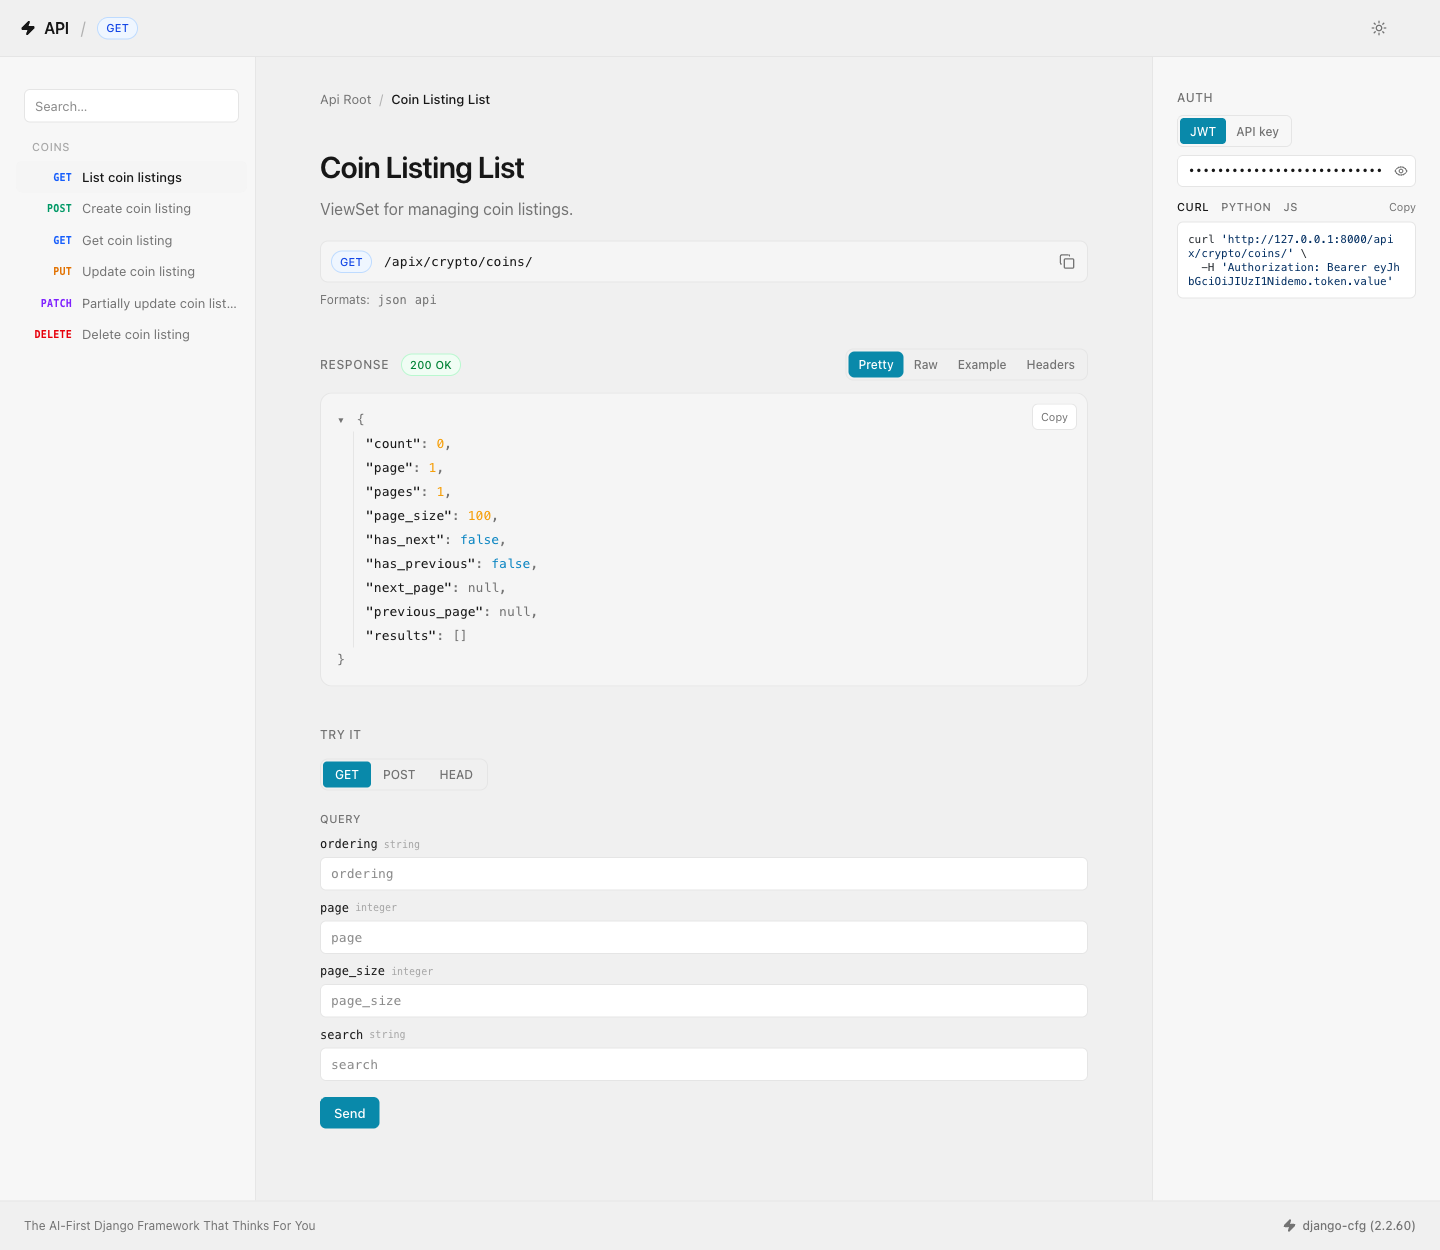 API / GET
Search...
COINS
GET List coin listings
POST Create coin listing
GET Get coin listing
PUT Update coin listing
PATCH Partially update coin list...
DELETE Delete coin listing
Api Root / Coin Listing List
Coin Listing List
ViewSet for managing coin listings.
GET /apix/crypto/coins/
Formats: json api
RESPONSE 200 OK
Pretty Raw Example Headers
Copy
▾ {
"count": 0,
"page": 1,
"pages": 1,
"page_size": 100,
"has_next": false,
"has_previous": false,
"next_page": null,
"previous_page": null,
"results": []
}
TRY IT
GET POST HEAD
QUERY
ordering string
ordering
page integer
page
page_size integer
page_size
search string
search
Send
AUTH
JWT API key
••••••••••••••••••••••••••••
CURL PYTHON JS Copy
curl 'http://127.0.0.1:8000/api
x/crypto/coins/' \
-H 'Authorization: Bearer eyJh
bGciOiJIUzI1Nidemo.token.value'
The AI-First Django Framework That Thinks For You
django-cfg (2.2.60)